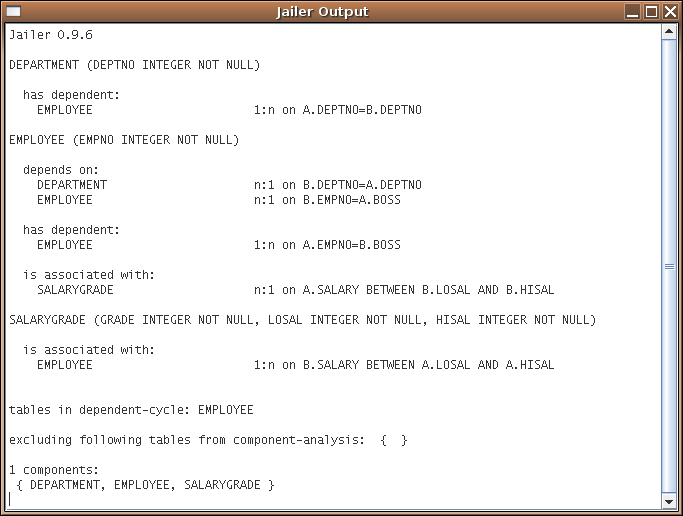 Jailer Output
Jailer 0.9.6
DEPARTMENT (DEPTNO INTEGER NOT NULL)
has dependent:
EMPLOYEE 1:n on A.DEPTNO=B.DEPTNO
EMPLOYEE (EMPNO INTEGER NOT NULL)
depends on:
DEPARTMENT n:1 on B.DEPTNO=A.DEPTNO
EMPLOYEE n:1 on B.EMPNO=A.BOSS
has dependent:
EMPLOYEE 1:n on A.EMPNO=B.BOSS
is associated with:
SALARYGRADE n:1 on A.SALARY BETWEEN B.LOSAL AND B.HISAL
SALARYGRADE (GRADE INTEGER NOT NULL, LOSAL INTEGER NOT NULL, HISAL INTEGER NOT NULL)
is associated with:
EMPLOYEE 1:n on B.SALARY BETWEEN A.LOSAL AND A.HISAL
tables in dependent-cycle: EMPLOYEE
excluding following tables from component-analysis: { }
1 components:
{ DEPARTMENT, EMPLOYEE, SALARYGRADE }